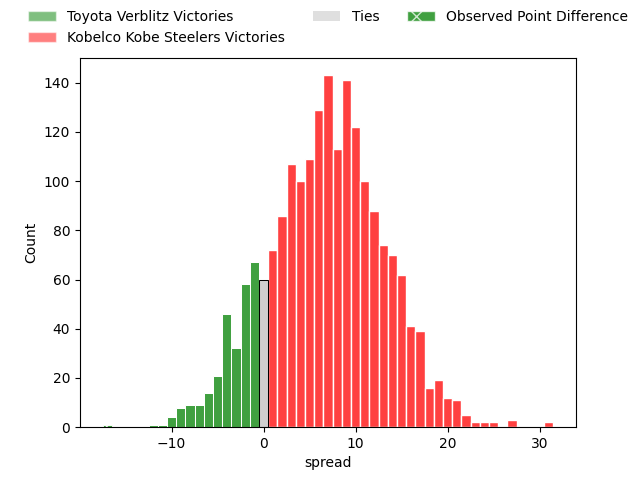 Toyota Verblitz Victories
Kobelco Kobe Steelers Victories
Ties
Observed Point Difference
140
120
100
80
60
40
20
0
Count
−10 0 10 20 30
spread